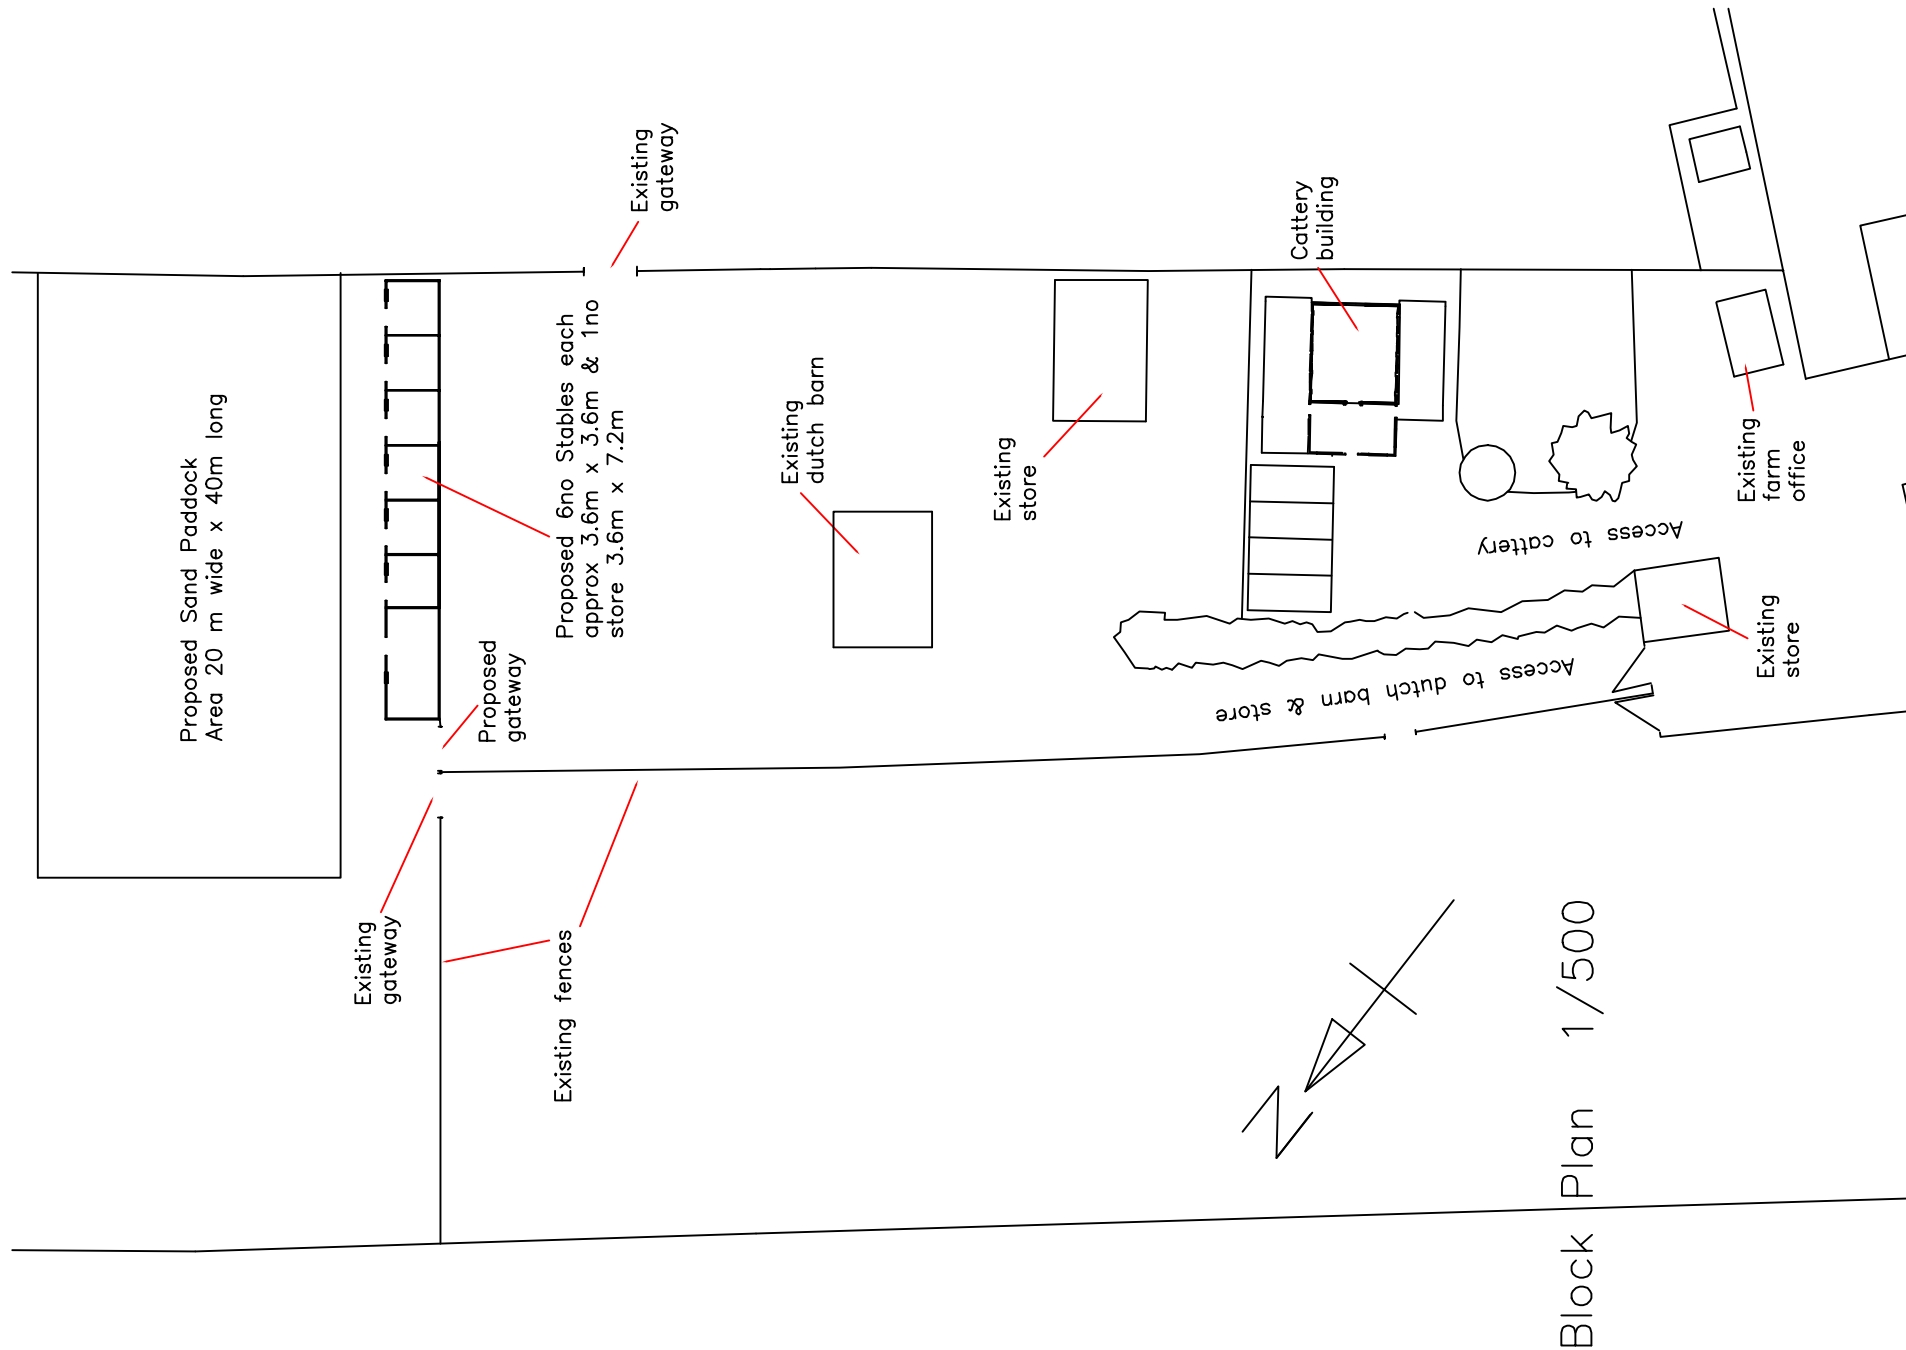 Proposed Sand Paddock
Area 20 m wide x 40m long
Existing
gateway
Proposed
gateway
Existing fences
Proposed 6no Stables each
approx 3.6m x 3.6m & 1no
store 3.6m x 7.2m
Existing
gateway
Existing
dutch barn
Existing
store
Cattery
building
Access to cattery
Access to dutch barn & store
Existing
farm
office
Existing
store
N
Block Plan 1/500